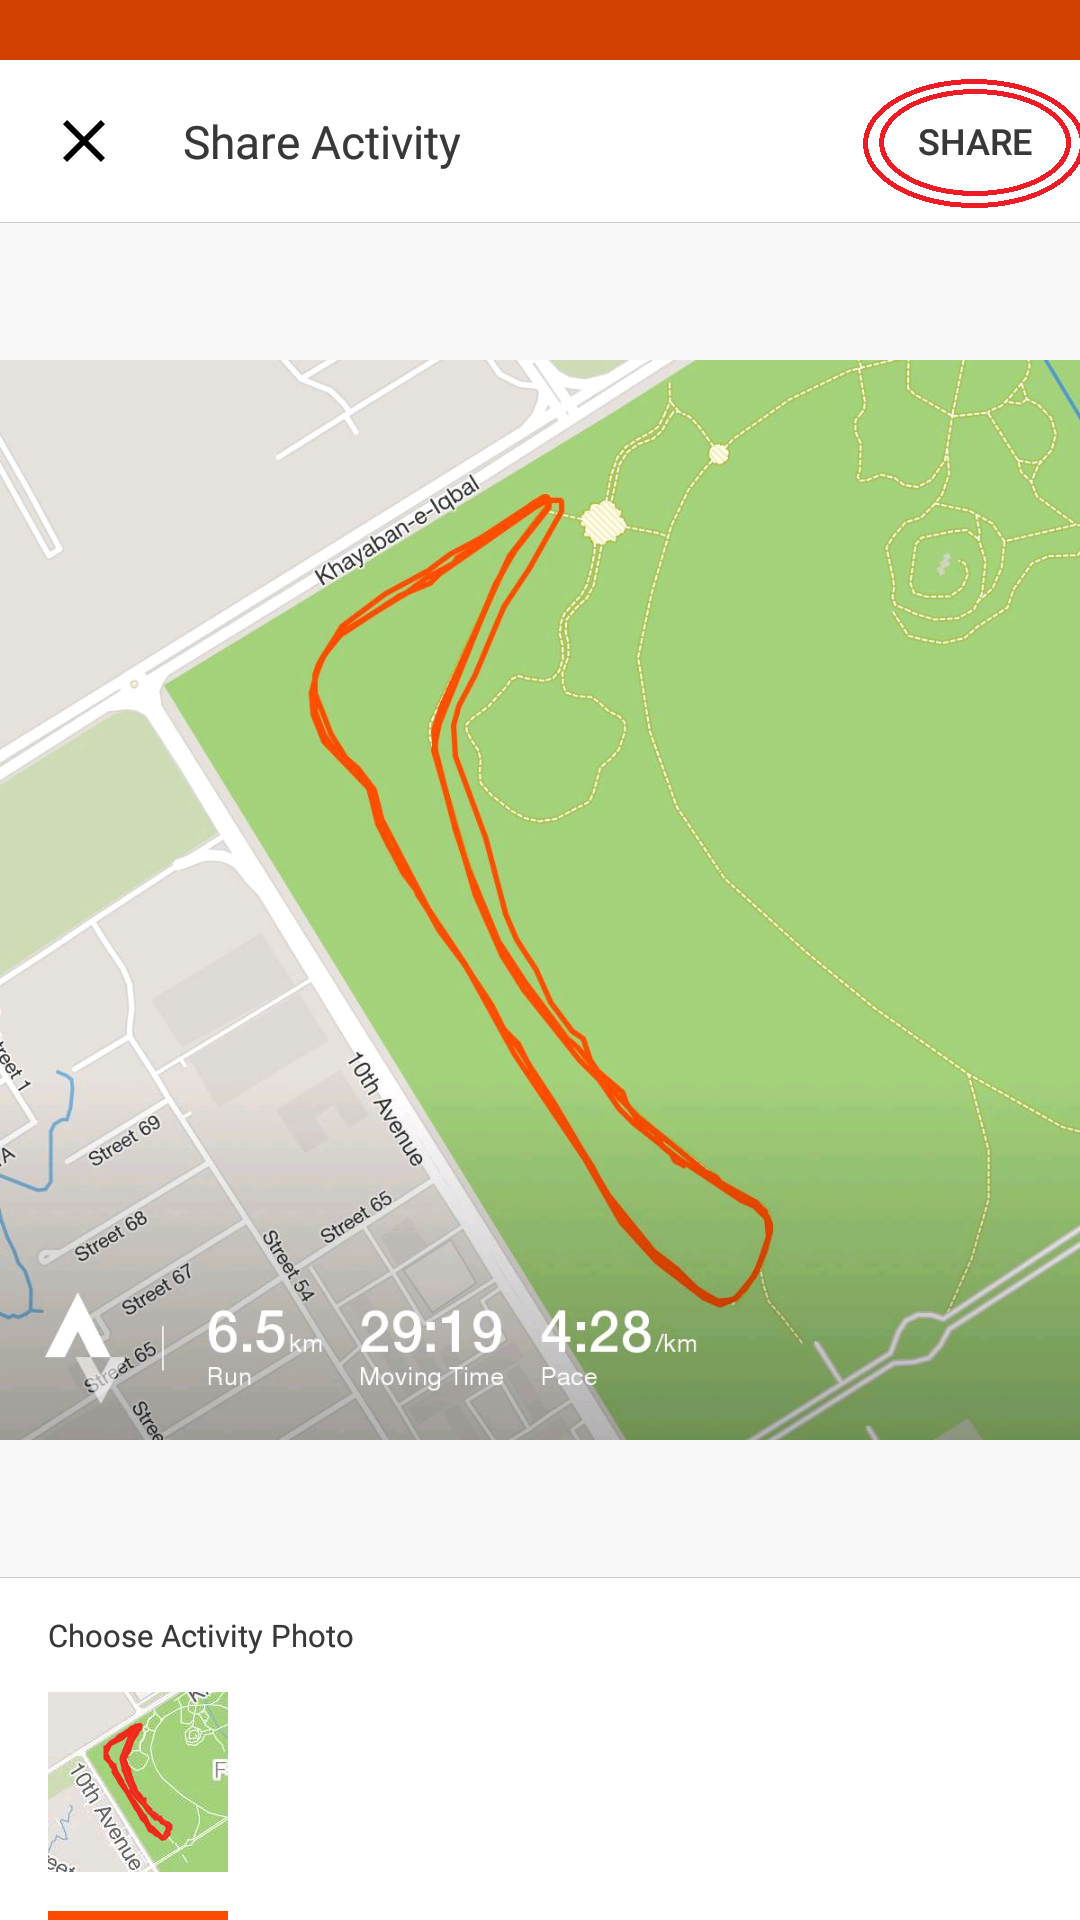 Share Activity
SHARE
Khayaban-e-Iqbal
10th Avenue
Street 69
Street 68
Street 67
Street 65
Street 54
Street 65
6.5 km
Run
29:19
Moving Time
4:28 /km
Pace
Choose Activity Photo
10th Avenue
F